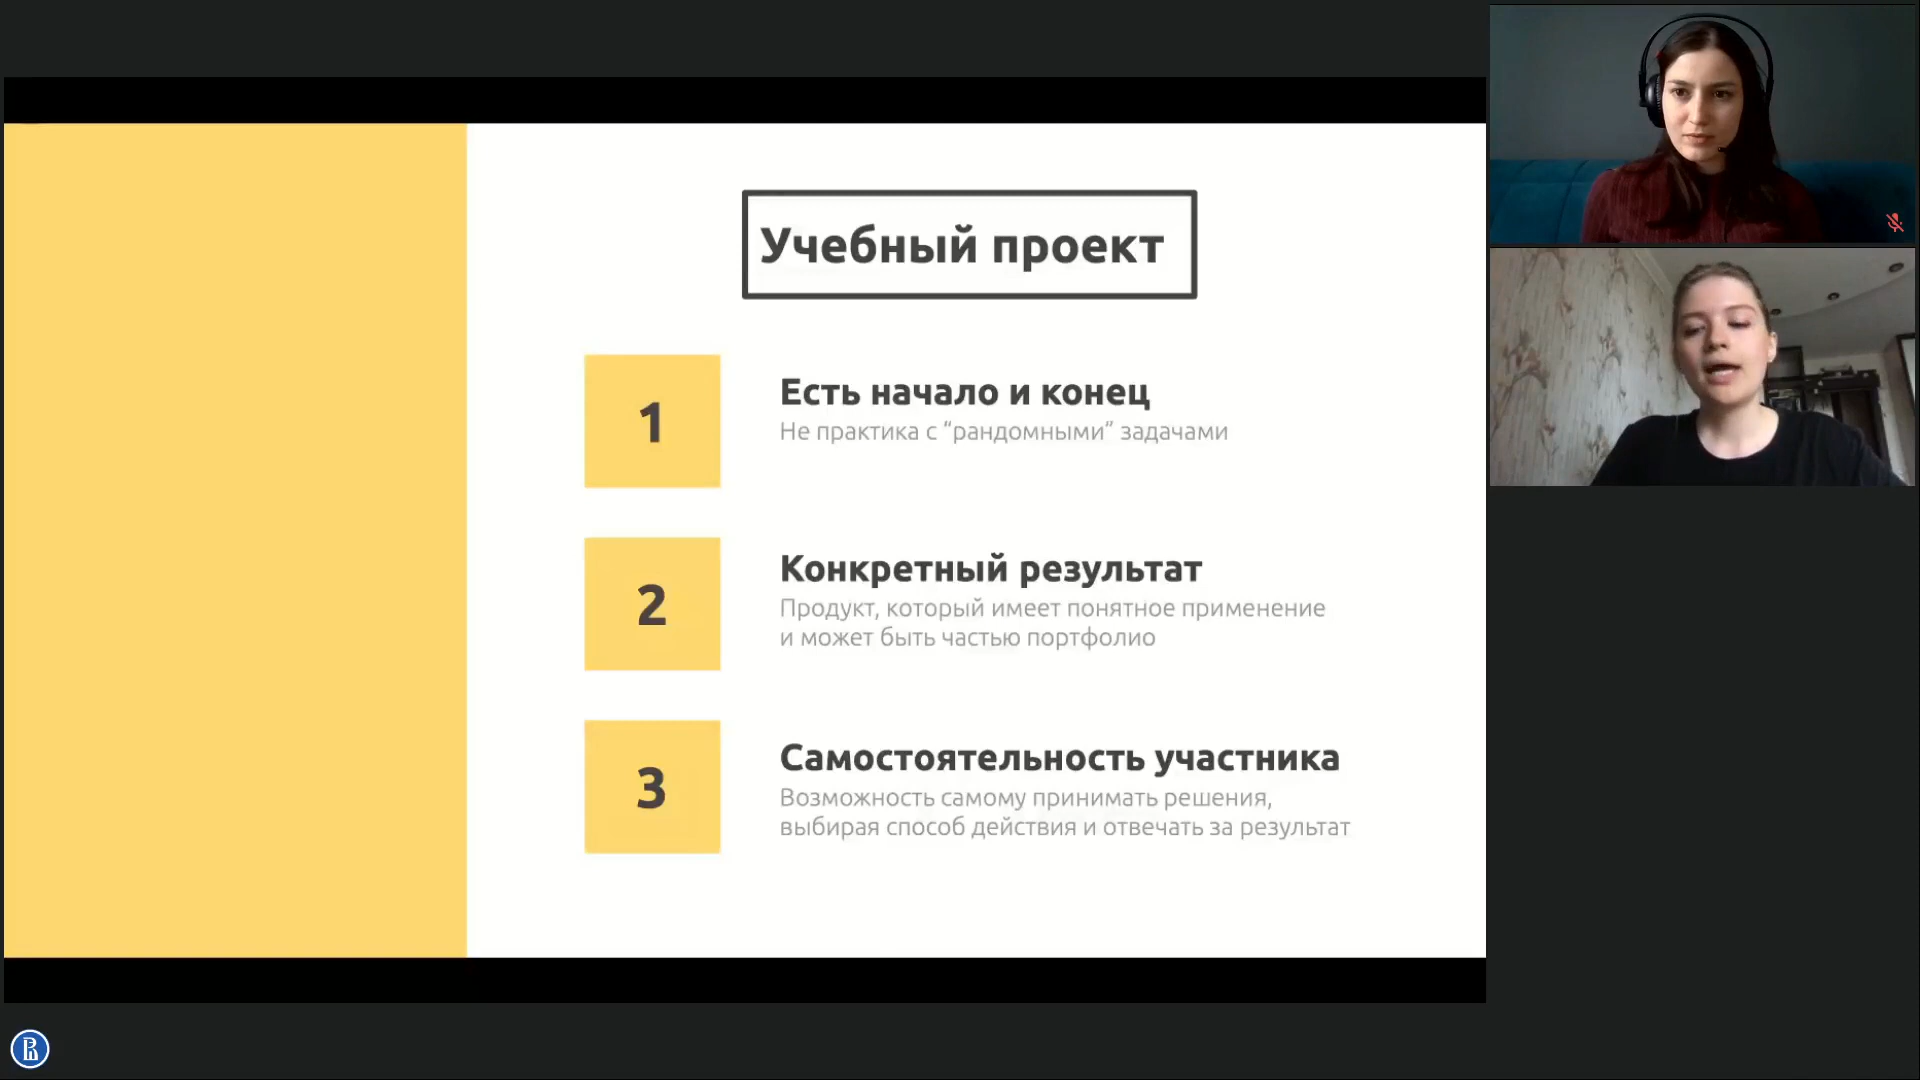 Учебный проект
1
Есть начало и конец
Не практика с “рандомными” задачами
2
Конкретный результат
Продукт, который имеет понятное применение
и может быть частью портфолио
3
Самостоятельность участника
Возможность самому принимать решения,
выбирая способ действия и отвечать за результат